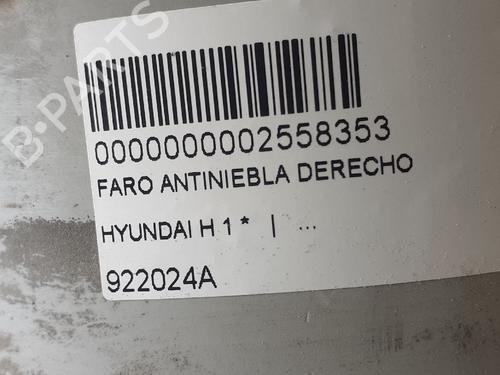 B-PARTS
0000000002558353
FARO ANTINIEBLA DERECHO
HYUNDAI H 1 * | ...
922024A